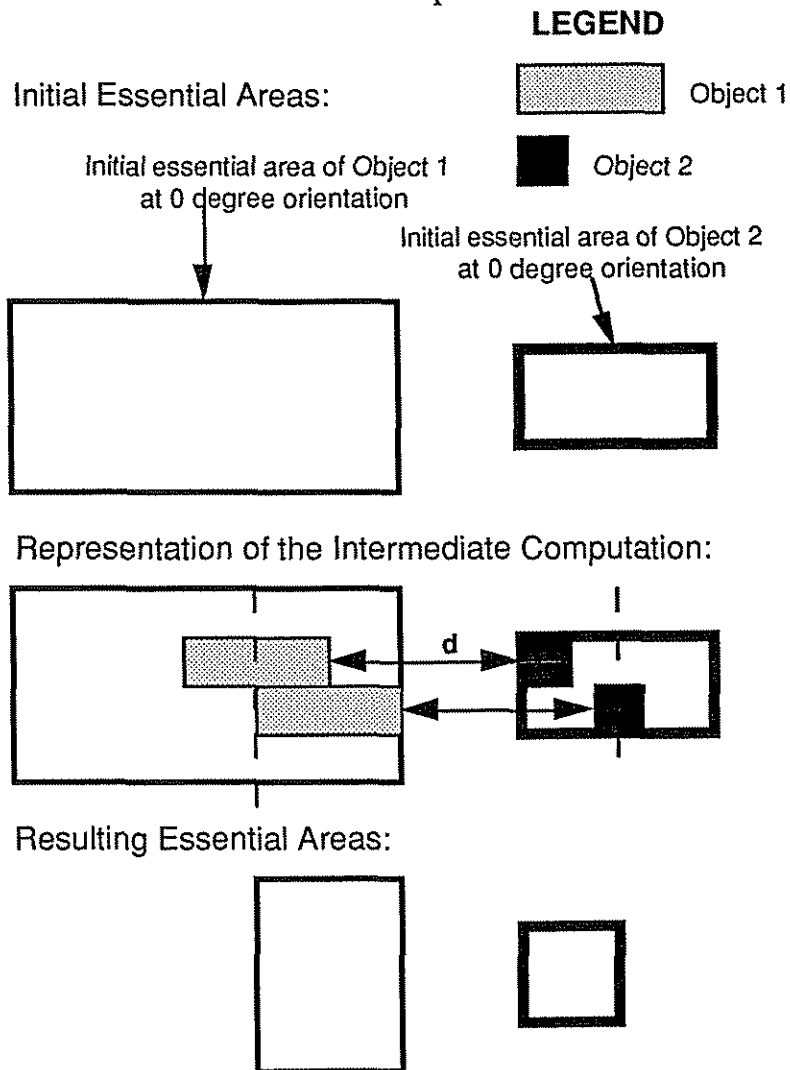 LEGEND
Initial Essential Areas:
Object 1
Object 2
Initial essential area of Object 1
at 0 degree orientation
Initial essential area of Object 2
at 0 degree orientation
Representation of the Intermediate Computation:
d
Resulting Essential Areas: